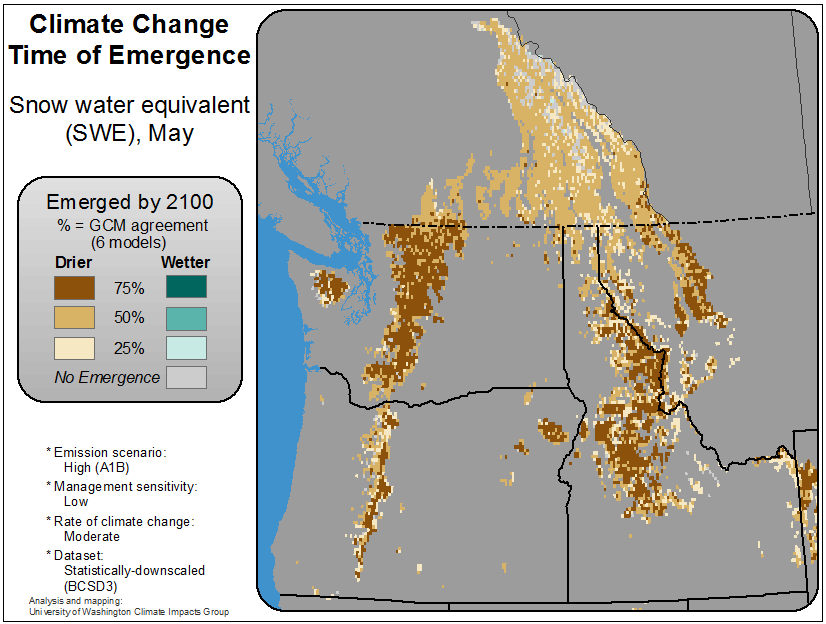 Climate Change
Time of Emergence
Snow water equivalent
(SWE), May
Emerged by 2100
% = GCM agreement
(6 models)
Drier Wetter
75%
50%
25%
No Emergence
* Emission scenario:
High (A1B)
* Management sensitivity:
Low
* Rate of climate change:
Moderate
* Dataset:
Statistically-downscaled
(BCSD3)
Analysis and mapping:
University of Washington Climate Impacts Group